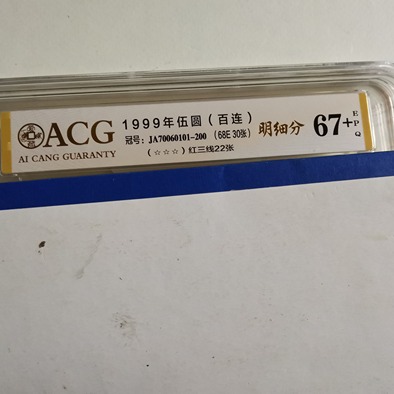 ACG
AI CANG GUARANTY
1999年伍圆（百连）
冠号：JA70060101-200（68E 30张）
（☆☆☆）红三线22张
明细分
67+
EPQ